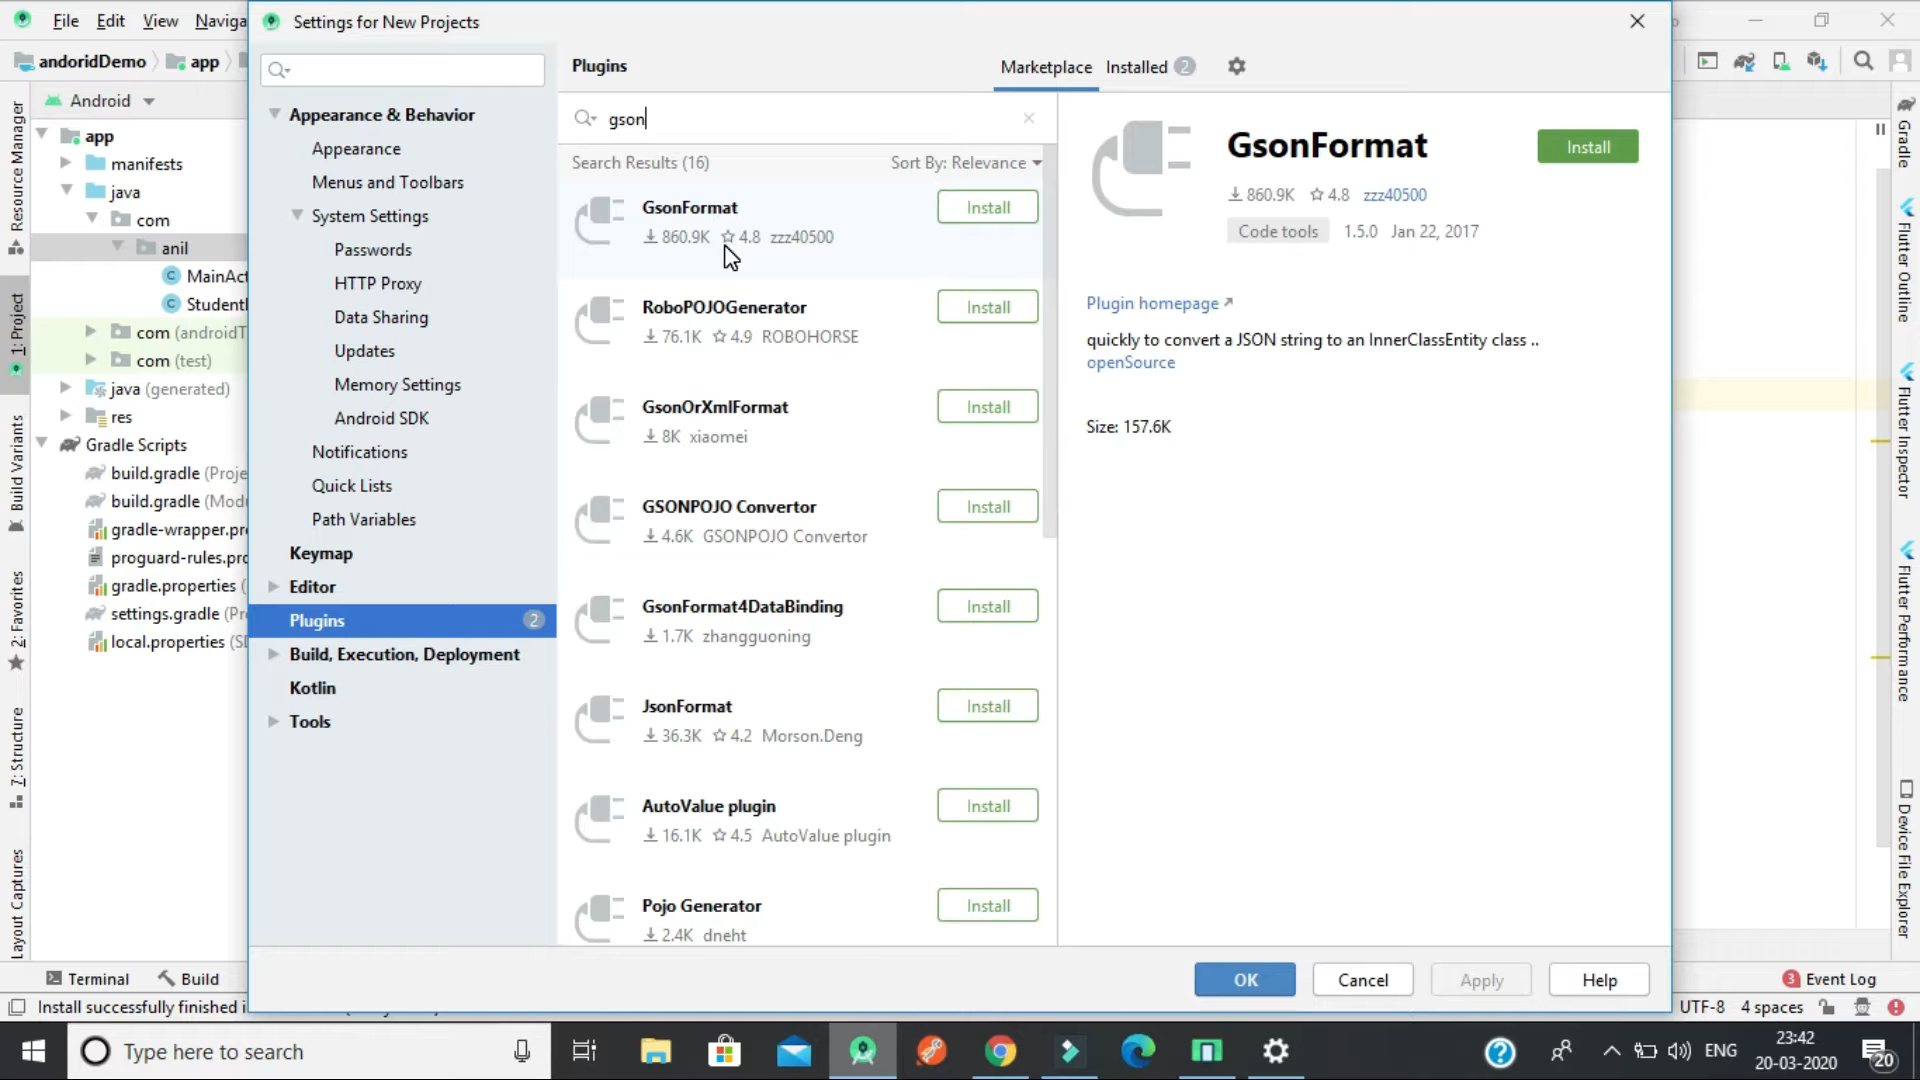 File Edit View Naviga
Settings for New Projects
andoridDemo app
Plugins
Marketplace Installed 2
Android
gson
app
Appearance & Behavior
Appearance
manifests
Search Results (16) Sort By: Relevance
Menus and Toolbars
java
System Settings
com
Passwords
anil
HTTP Proxy
MainAct
Data Sharing
Student
com (androidT
Updates
com (test)
Memory Settings
java (generated)
Android SDK
res
Notifications
Gradle Scripts
build.gradle (Proje
Quick Lists
build.gradle (Modu
Path Variables
gradle-wrapper.pr
Keymap
proguard-rules.pro
Editor
gradle.properties (
settings.gradle (Pr
Plugins 2
local.properties (SD
Build, Execution, Deployment
Kotlin
Tools
GsonFormat Install
860.9K 4.8 zzz40500
RoboPOJOGenerator Install
76.1K 4.9 ROBOHORSE
GsonOrXmlFormat Install
8K xiaomei
GSONPOJO Convertor Install
4.6K GSONPOJO Convertor
GsonFormat4DataBinding Install
1.7K zhangguoning
JsonFormat Install
36.3K 4.2 Morson.Deng
AutoValue plugin Install
16.1K 4.5 AutoValue plugin
Pojo Generator Install
2.4K dneht
GsonFormat Install
860.9K 4.8 zzz40500
Code tools 1.5.0 Jan 22, 2017
Plugin homepage
quickly to convert a JSON string to an InnerClassEntity class ..
openSource
Size: 157.6K
OK Cancel Apply Help
Resource Manager
1: Project
Build Variants
2: Favorites
7: Structure
Layout Captures
Gradle
Flutter Outline
Flutter Inspector
Flutter Performance
Device File Explorer
Terminal Build
3 Event Log
Install successfully finished i
UTF-8 4 spaces
Type here to search
ENG
23:42
20-03-2020
20